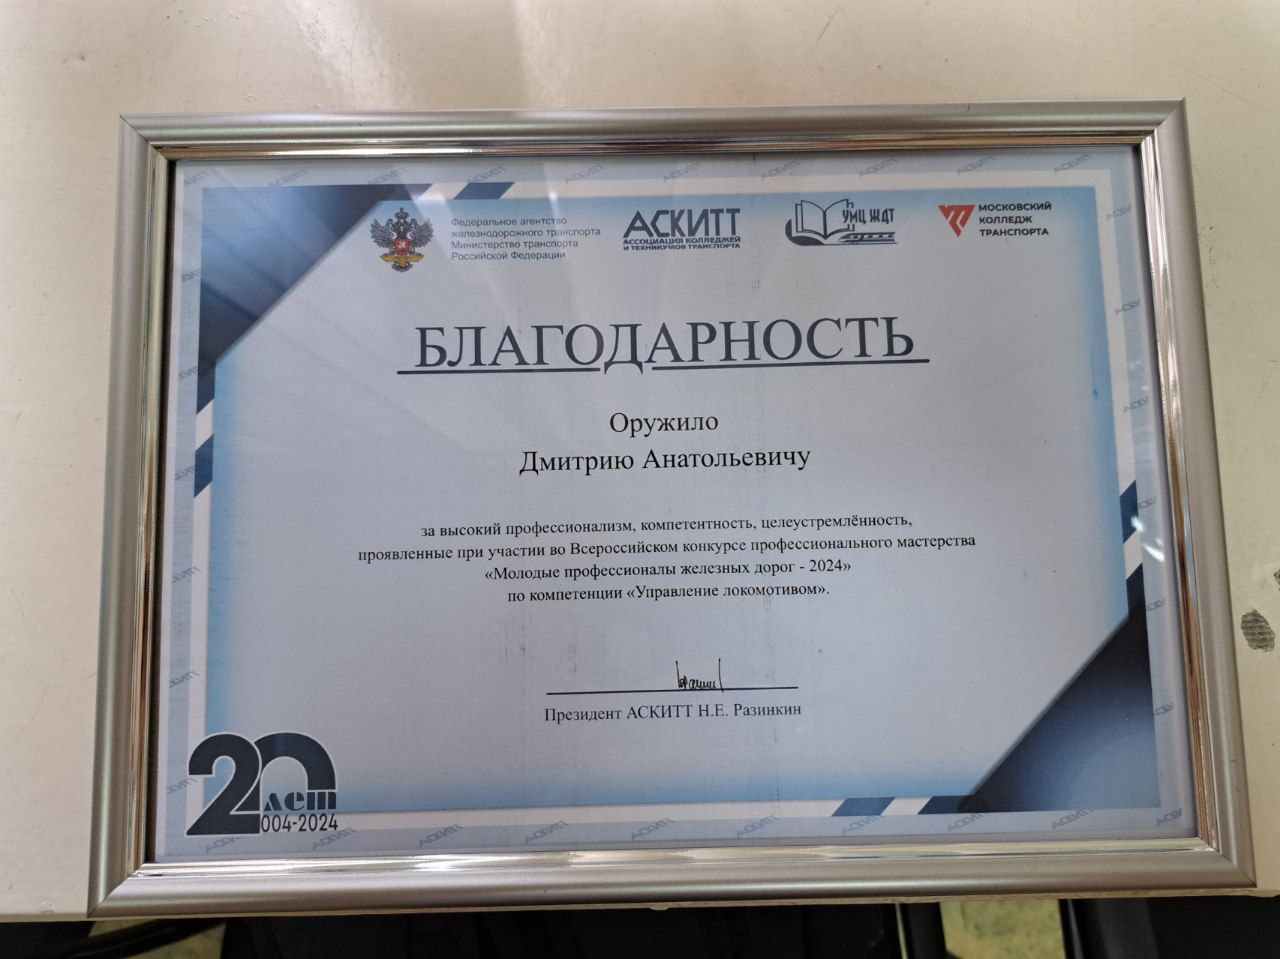 Федеральное агентство
железнодорожного транспорта
Министерство транспорта
Российской Федерации
АСКИТТ
АССОЦИАЦИЯ КОЛЛЕДЖЕЙ
И ТЕХНИКУМОВ ТРАНСПОРТА
УМЦ ЖДТ
МОСКОВСКИЙ
КОЛЛЕДЖ
ТРАНСПОРТА
БЛАГОДАРНОСТЬ
Оружило
Дмитрию Анатольевичу
за высокий профессионализм, компетентность, целеустремлённость,
проявленные при участии во Всероссийском конкурсе профессионального мастерства
«Молодые профессионалы железных дорог - 2024»
по компетенции «Управление локомотивом».
Президент АСКИТТ Н.Е. Разинкин
20
лет
2004-2024